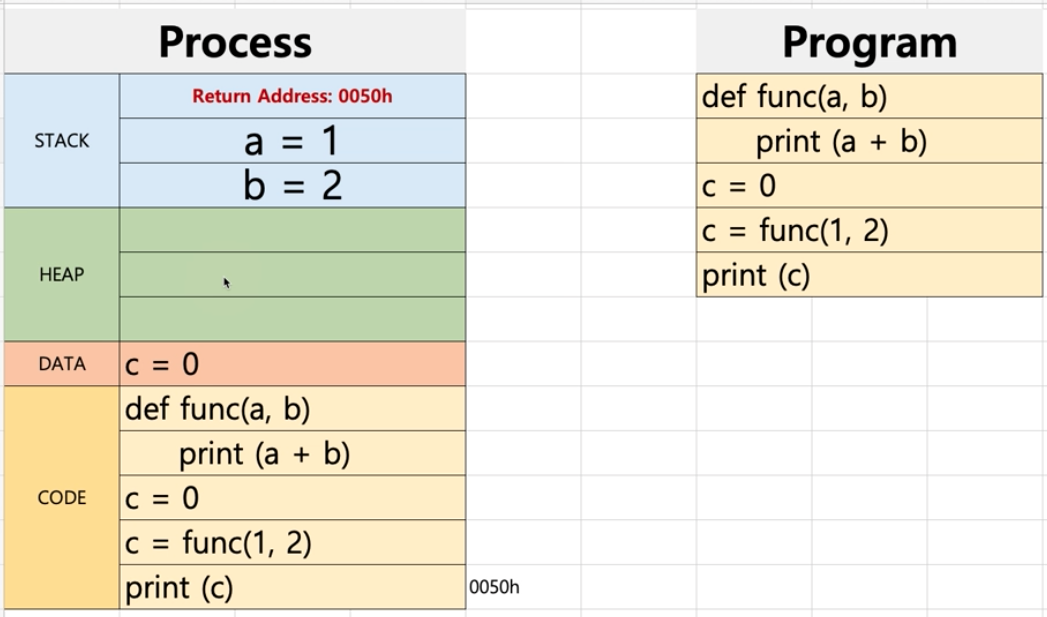 Process
Program
STACK
Return Address: 0050h
a = 1
b = 2
HEAP
DATA
c = 0
CODE
def func(a, b)
print (a + b)
c = 0
c = func(1, 2)
print (c)
0050h
def func(a, b)
print (a + b)
c = 0
c = func(1, 2)
print (c)